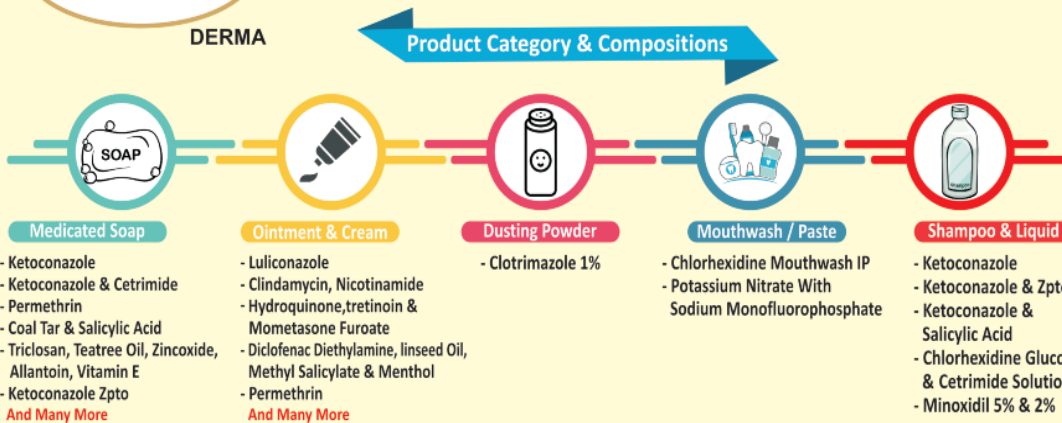 DERMA
Product Category & Compositions
SOAP
Medicated Soap
- Ketoconazole
- Ketoconazole & Cetrimide
- Permethrin
- Coal Tar & Salicylic Acid
- Triclosan, Teatree Oil, Zincoxide,
Allantoin, Vitamin E
- Ketoconazole Zpto
And Many More
Ointment & Cream
- Luliconazole
- Clindamycin, Nicotinamide
- Hydroquinone,tretinoin &
Mometasone Furoate
- Diclofenac Diethylamine, linseed Oil,
Methyl Salicylate & Menthol
- Permethrin
And Many More
Dusting Powder
- Clotrimazole 1%
Mouthwash / Paste
- Chlorhexidine Mouthwash IP
- Potassium Nitrate With
Sodium Monofluorophosphate
Shampoo & Liquid
- Ketoconazole
- Ketoconazole &
- Ketoconazole &
Salicylic Acid
- Chlorhexidine
& Cetrimide
- Minoxidil 5% & 2%